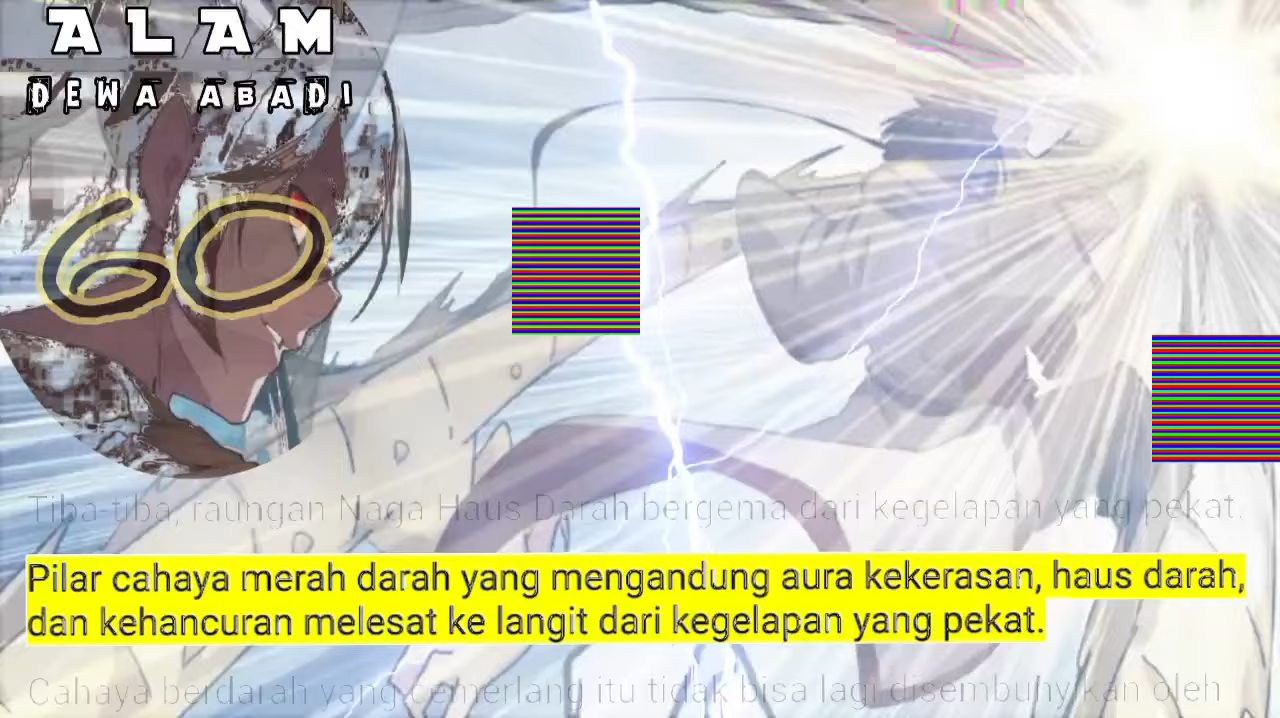 ALAM
DEWA ABADI
60
Tiba-tiba, raungan Naga Haus Darah bergema dari kegelapan yang pekat.
Pilar cahaya merah darah yang mengandung aura kekerasan, haus darah,
dan kehancuran melesat ke langit dari kegelapan yang pekat.
Cahaya berdarah yang cemerlang itu tidak bisa lagi disembunyikan oleh